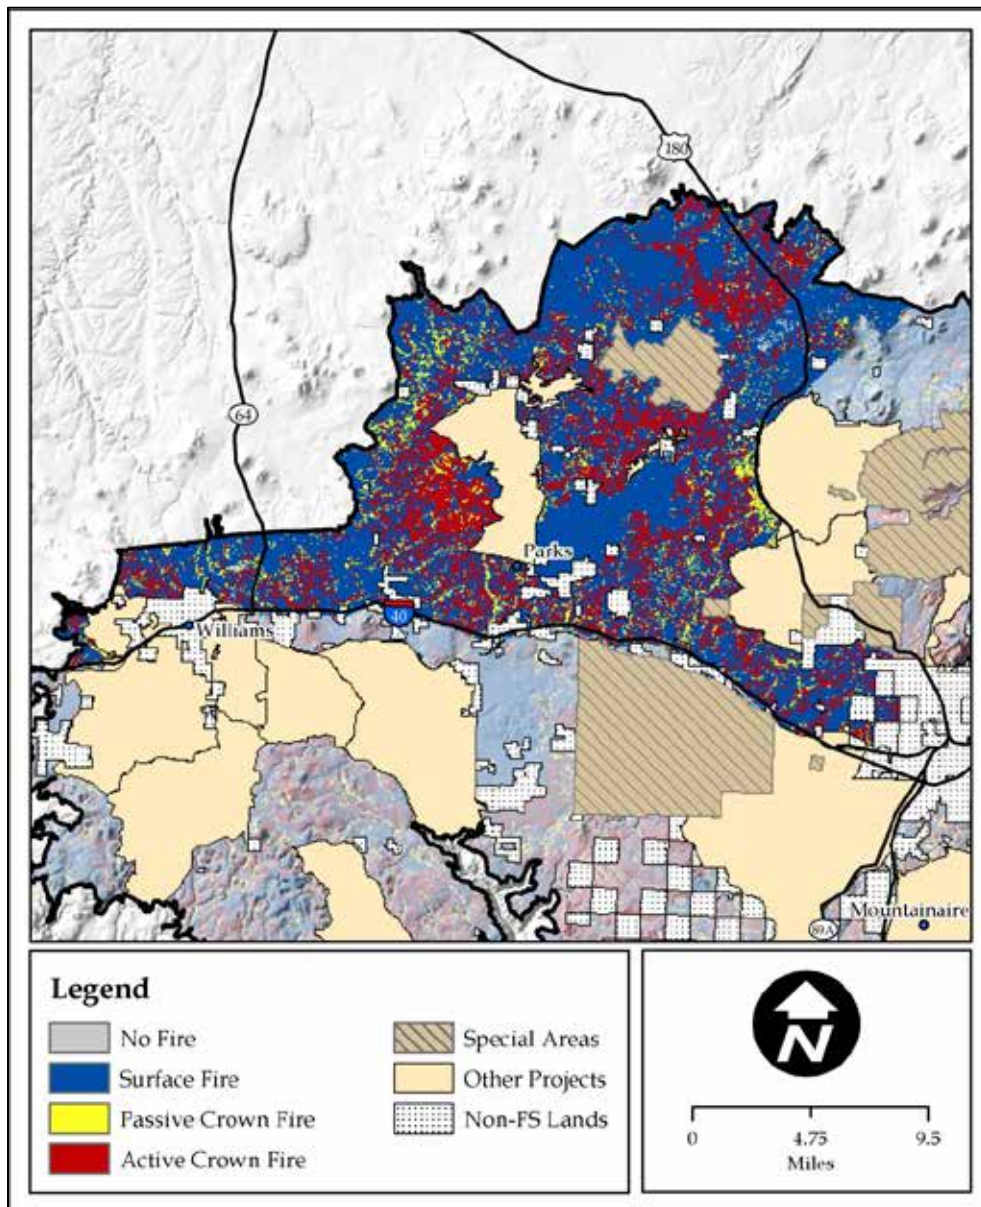 180
64
Parks
40
Williams
Mountainaire
89A
Legend
No Fire
Surface Fire
Passive Crown Fire
Active Crown Fire
Special Areas
Other Projects
Non-FS Lands
N
0 4.75 9.5
Miles